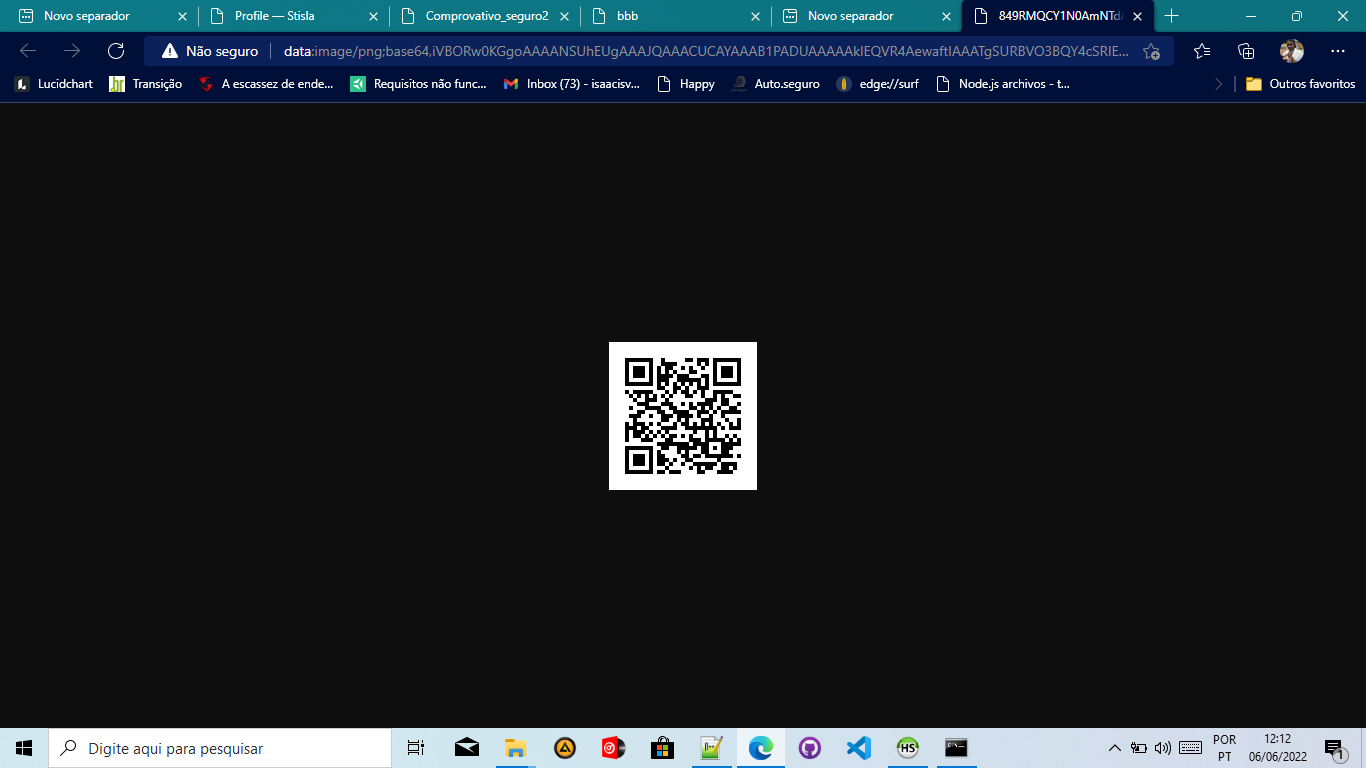 Novo separador
Profile — Stisla
Comprovativo_seguro2
bbb
Novo separador
849RMQCY1N0AmNTd
Não seguro
data:image/png;base64,iVBORw0KGgoAAAANSUhEUgAAAJQAAACUCAYAAAB1PADUAAAAAklEQVR4AewaftIAAATgSURBVO3BQY4cSRIE...
Lucidchart
Transição
A escassez de ende...
Requisitos não func...
Inbox (73) - isaacisv...
Happy
Auto.seguro
edge://surf
Node.js archivos - t...
Outros favoritos
Digite aqui para pesquisar
HS
POR
PT
12:12
06/06/2022
1